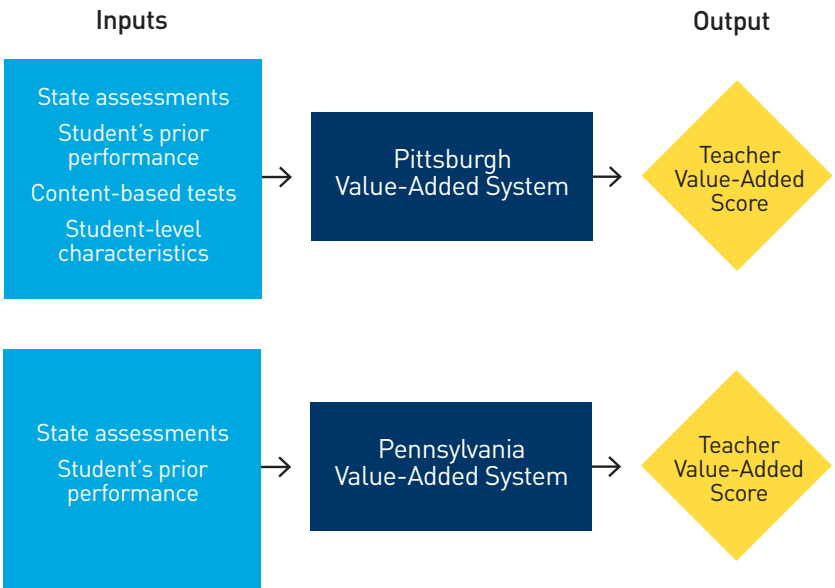 Inputs
Output
State assessments
Student's prior
performance
Content-based tests
Student-level
characteristics
Pittsburgh
Value-Added System
Teacher
Value-Added
Score
State assessments
Student's prior
performance
Pennsylvania
Value-Added System
Teacher
Value-Added
Score